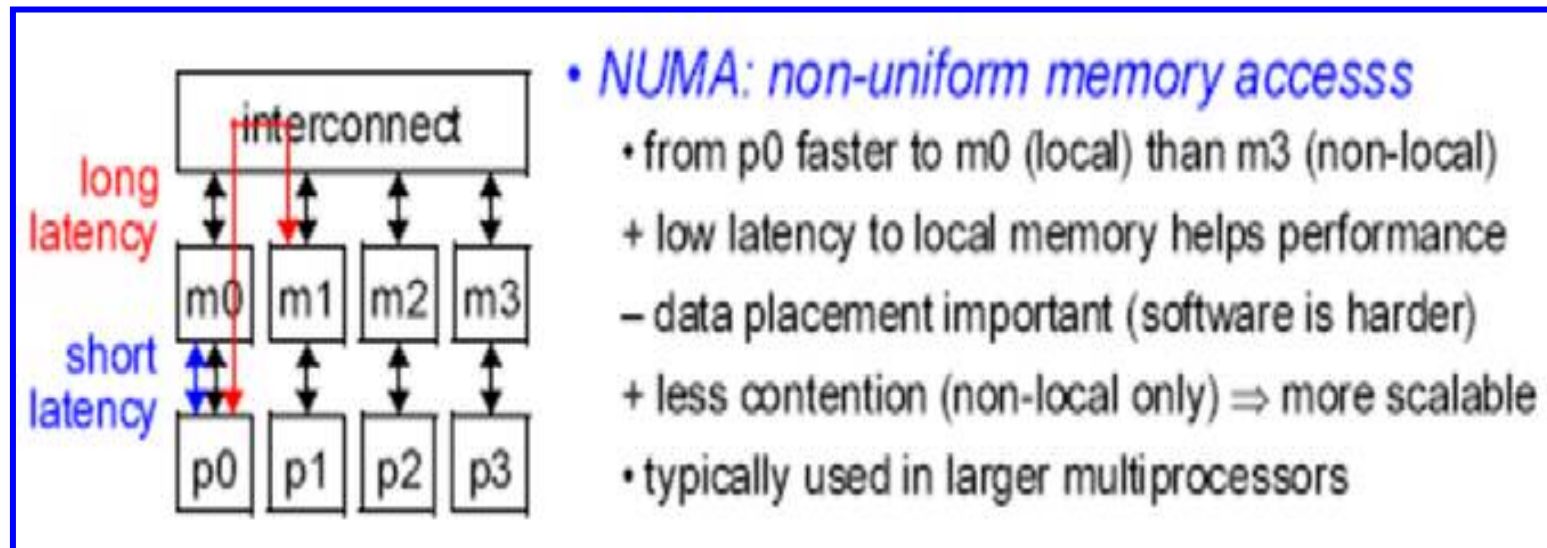 interconnect
long
latency
m0 m1 m2 m3
short
latency
p0 p1 p2 p3
• NUMA: non-uniform memory accesss
• from p0 faster to m0 (local) than m3 (non-local)
+ low latency to local memory helps performance
– data placement important (software is harder)
+ less contention (non-local only) ⇒ more scalable
• typically used in larger multiprocessors